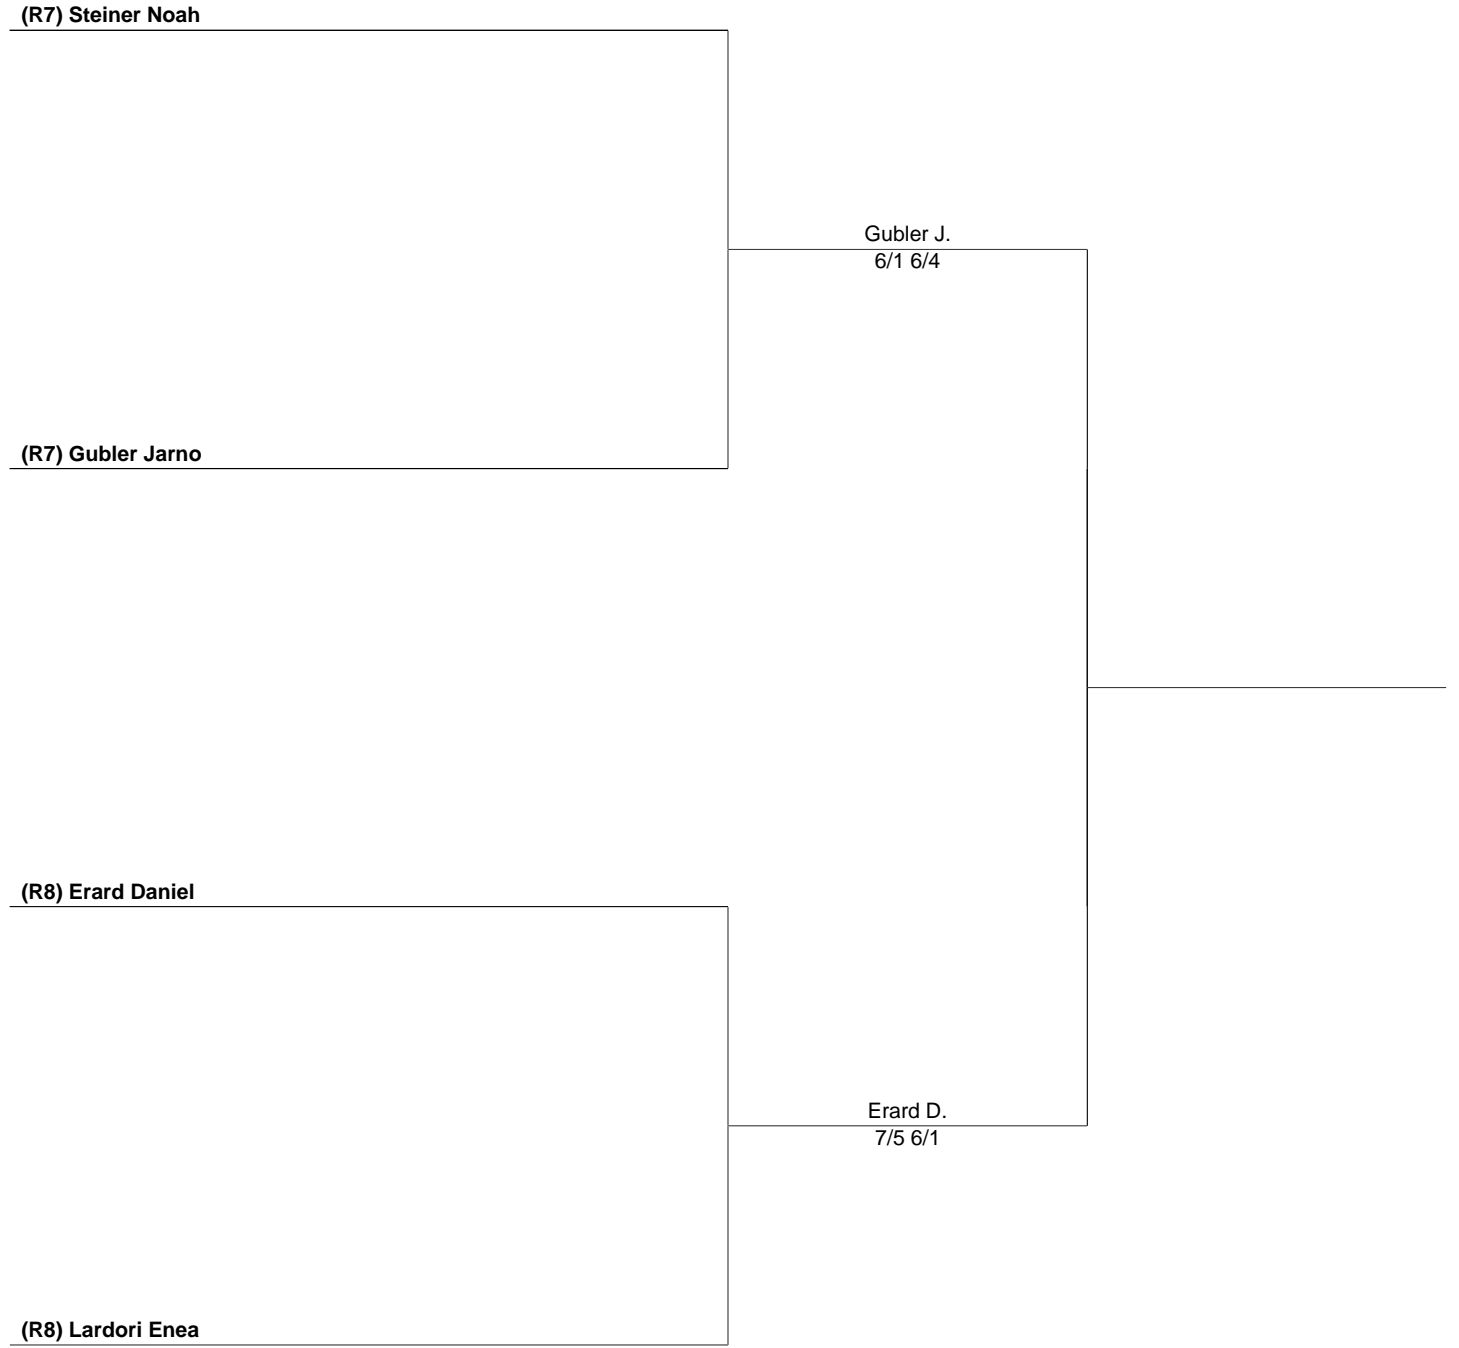 (R7) Steiner Noah
Gubler J.
6/1 6/4
(R7) Gubler Jarno
(R8) Erard Daniel
Erard D.
7/5 6/1
(R8) Lardori Enea